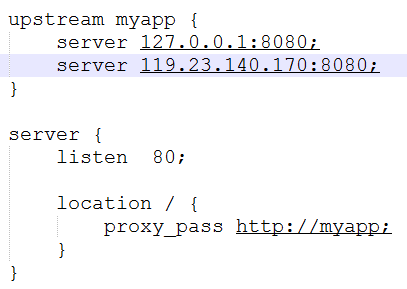 upstream myapp {
    server 127.0.0.1:8080;
    server 119.23.140.170:8080;
}

server {
    listen  80;

    location / {
        proxy_pass http://myapp;
    }
}